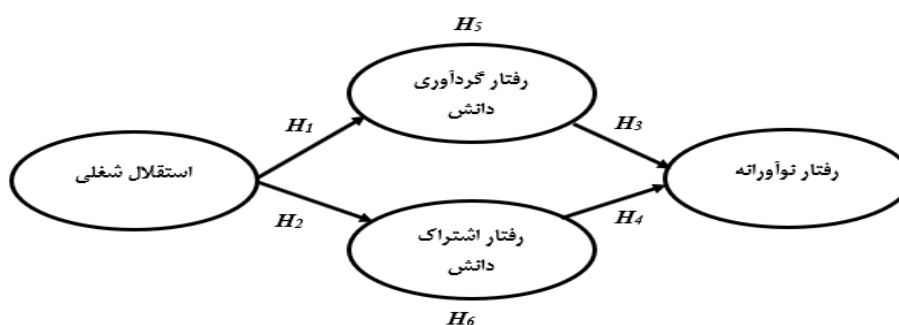 H5
رفتار گردآوری
دانش
H1
H3
استقلال شغلی
رفتار نوآورانه
H2
H4
رفتار اشتراک
دانش
H6